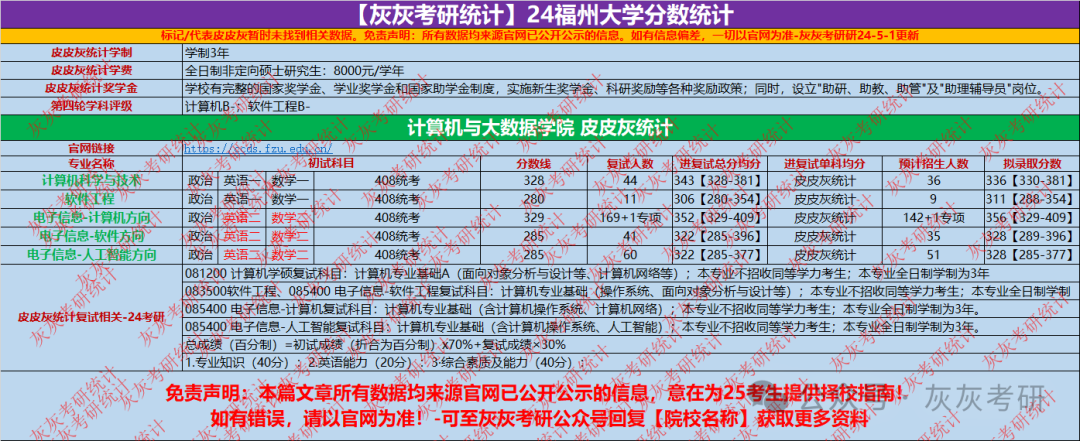 【灰灰考研统计】24福州大学分数统计
标记/代表皮皮灰暂时未找到相关数据。免责声明：所有数据均来源官网已公开公示的信息。如有信息偏差，一切以官网为准-灰灰考研研24-5-1更新
皮皮灰统计学制 学制3年
皮皮灰统计学费 全日制非定向硕士研究生：8000元/学年
皮皮灰统计奖学金 学校有完整的国家奖学金、学业奖学金和国家助学金制度，实施新生奖学金、科研奖励等各种奖励政策；同时，设立"助研、助教、助管"及"助理辅导员"岗位。
第四轮学科评级 计算机B-；软件工程B-
计算机与大数据学院 皮皮灰统计
官网链接 https://ccds.fzu.edu.cn/
专业名称 初试科目 分数线 复试人数 进复试总分均分 进复试单科均分 预计招生人数 拟录取分数
计算机科学与技术 政治 英语一 数学一 408统考 328 44 343【328-381】 皮皮灰统计 36 336【330-381】
软件工程 政治 英语一 数学一 408统考 280 11 306【280-354】 皮皮灰统计 9 311【288-354】
电子信息-计算机方向 政治 英语二 数学二 408统考 329 169+1专项 352【329-409】 皮皮灰统计 142+1专项 356【329-409】
电子信息-软件方向 政治 英语二 数学二 408统考 285 41 322【285-396】 皮皮灰统计 35 328【289-396】
电子信息-人工智能方向 政治 英语二 数学二 408统考 285 60 322【285-377】 皮皮灰统计 51 328【285-377】
皮皮灰统计复试相关-24考研
081200 计算机学硕复试科目：计算机专业基础A（面向对象分析与设计等、计算机网络等）；本专业不招收同等学力考生；本专业全日制学制为3年
083500软件工程、085400 电子信息-软件工程复试科目：计算机专业基础（操作系统、面向对象分析与设计等）；本专业不招收同等学力考生；本专业全日制学制
085400 电子信息-计算机复试科目：计算机专业基础（含计算机操作系统、计算机网络）；本专业不招收同等学力考生；本专业全日制学制为3年。
085400 电子信息-人工智能复试科目：计算机专业基础（含计算机操作系统、人工智能）；本专业不招收同等学力考生；本专业全日制学制为3年。
总成绩（百分制）=初试成绩（折合为百分制）x70%+复试成绩×30%
1.专业知识（40分）；2.英语能力（20分）；3.综合素质及能力（40分）；
免责声明：本篇文章所有数据均来源官网已公开公示的信息，意在为25考生提供择校指南！
如有错误，请以官网为准！-可至灰灰考研公众号回复【院校名称】获取更多资料
公众号 · 灰灰考研
灰灰考研统计